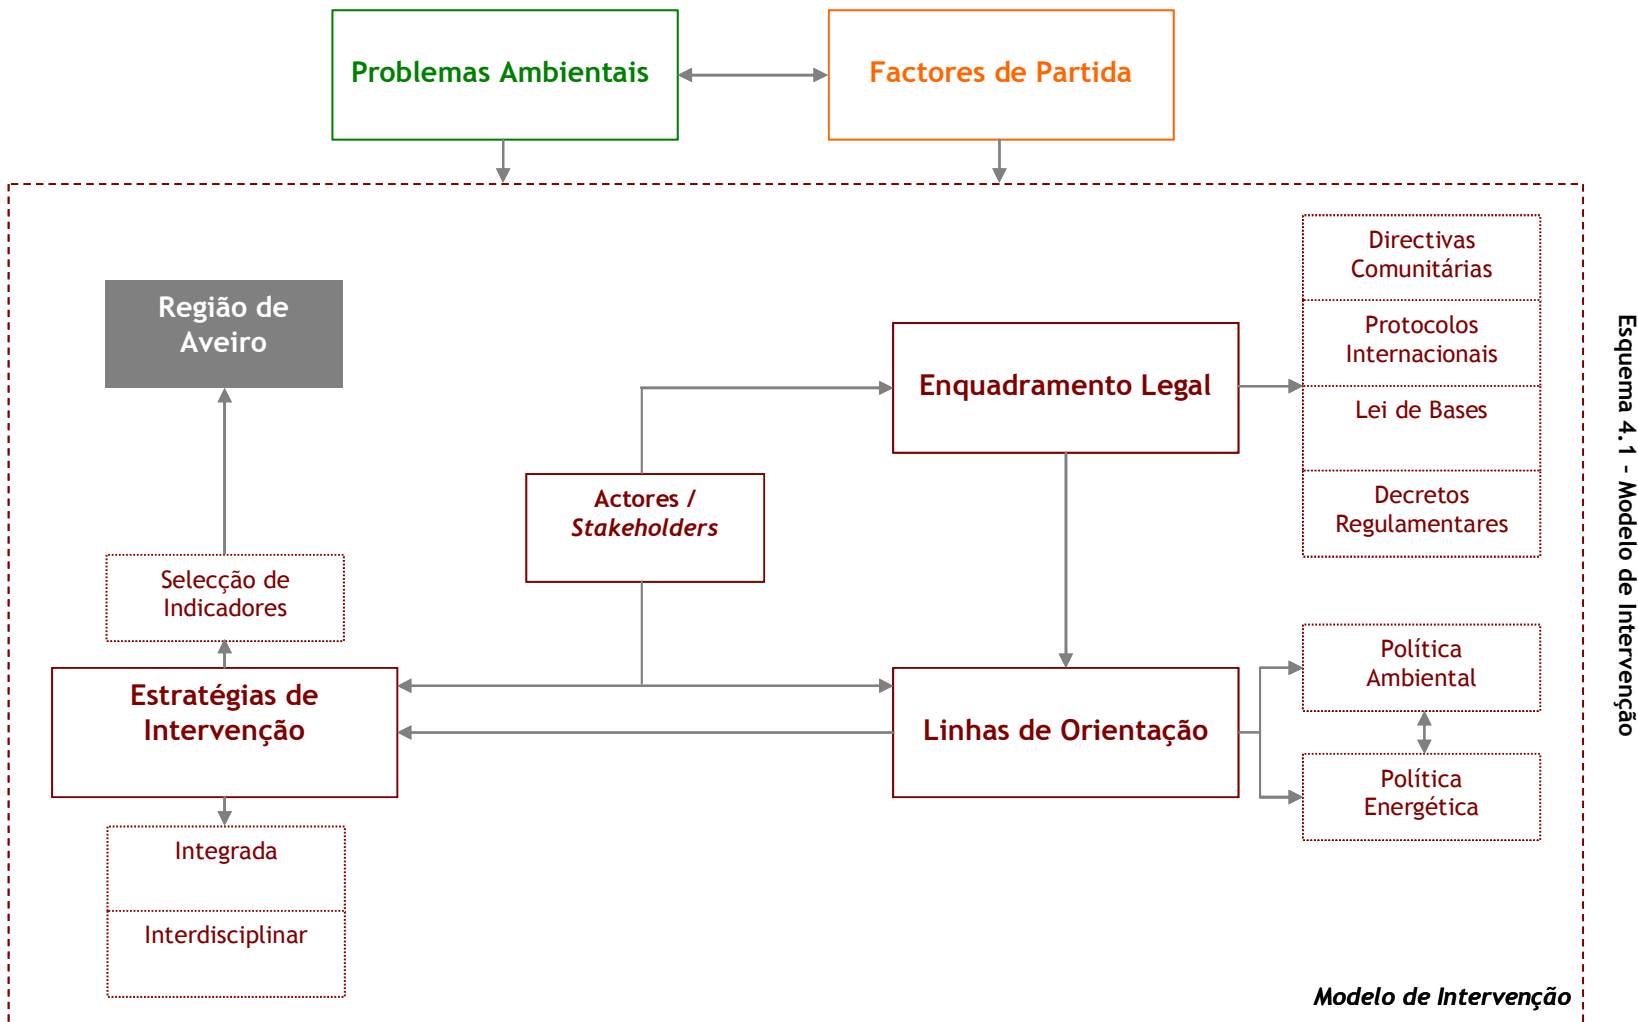 Problemas Ambientais
Factores de Partida
Directivas
Comunitárias
Região de
Aveiro
Protocolos
Internacionais
Enquadramento Legal
Lei de Bases
Actores /
Stakeholders
Decretos
Regulamentares
Selecção de
Indicadores
Política
Ambiental
Estratégias de
Intervenção
Linhas de Orientação
Política
Energética
Integrada
Interdisciplinar
Modelo de Intervenção
Esquema 4.1 - Modelo de Intervenção